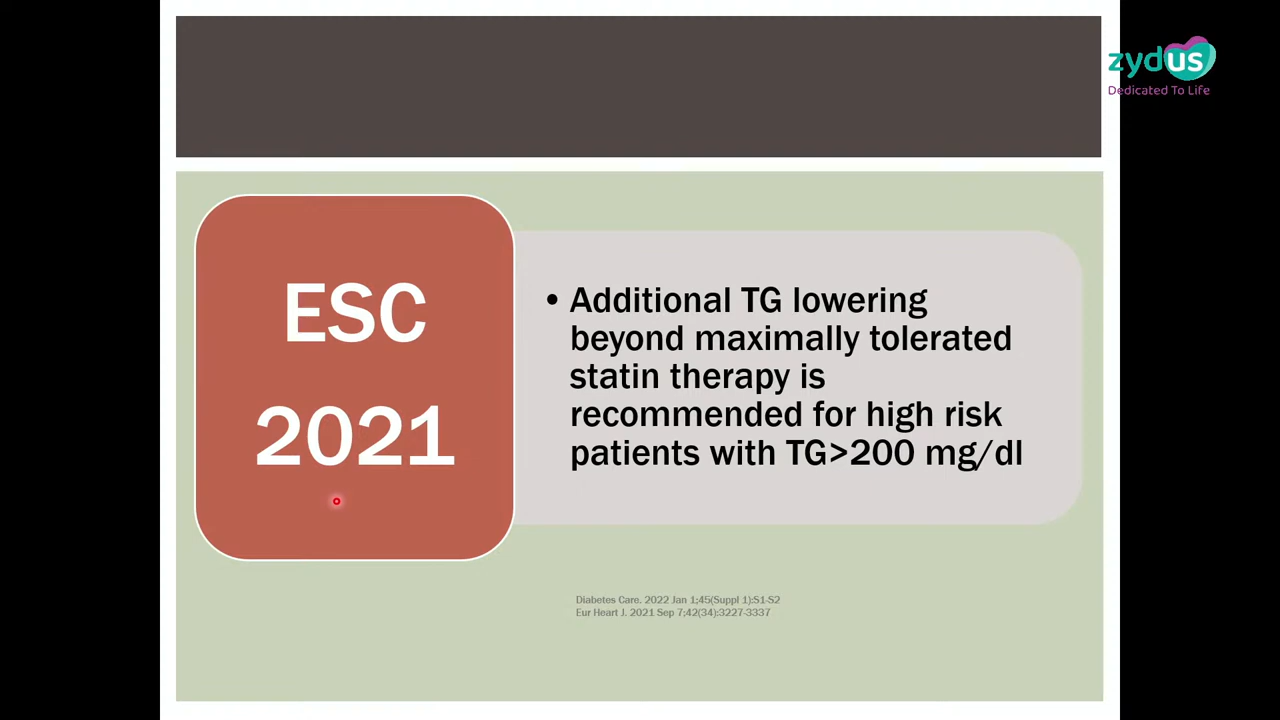 zydus
Dedicated To Life
ESC
2021
• Additional TG lowering
beyond maximally tolerated
statin therapy is
recommended for high risk
patients with TG>200 mg/dl
Diabetes Care. 2022 Jan 1;45(Suppl 1):S1-S2
Eur Heart J. 2021 Sep 7;42(34):3227-3337